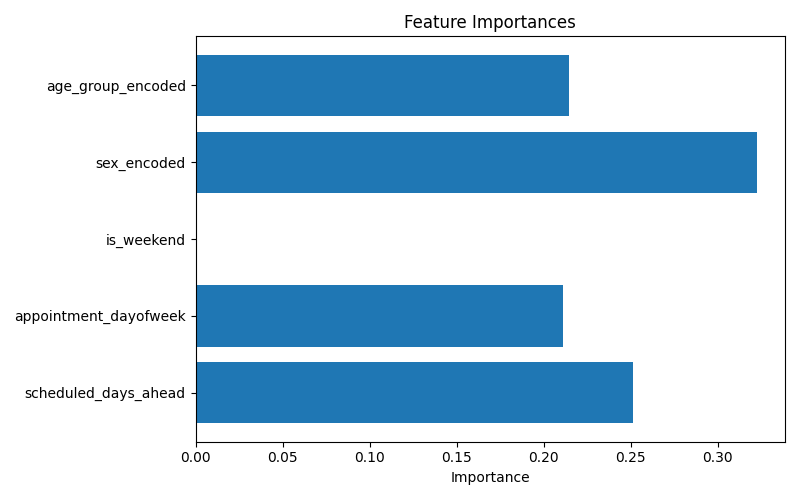 Feature Importances
age_group_encoded
sex_encoded
is_weekend
appointment_dayofweek
scheduled_days_ahead
0.00 0.05 0.10 0.15 0.20 0.25 0.30
Importance